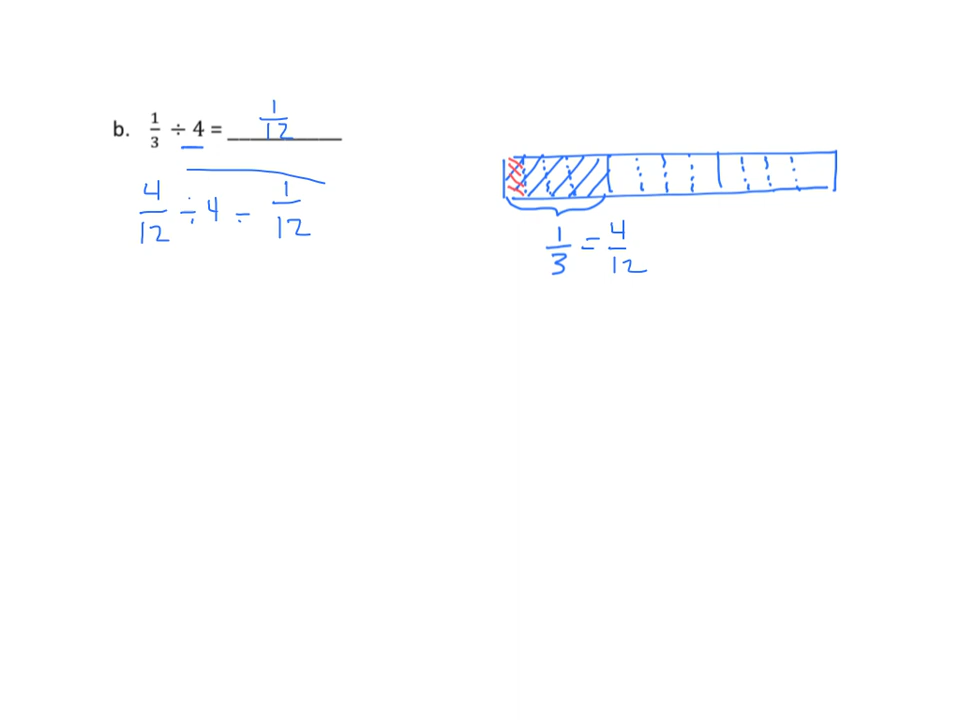 b. 1/3 ÷ 4 = 1/12
4/12 ÷ 4 = 1/12
1/3 = 4/12